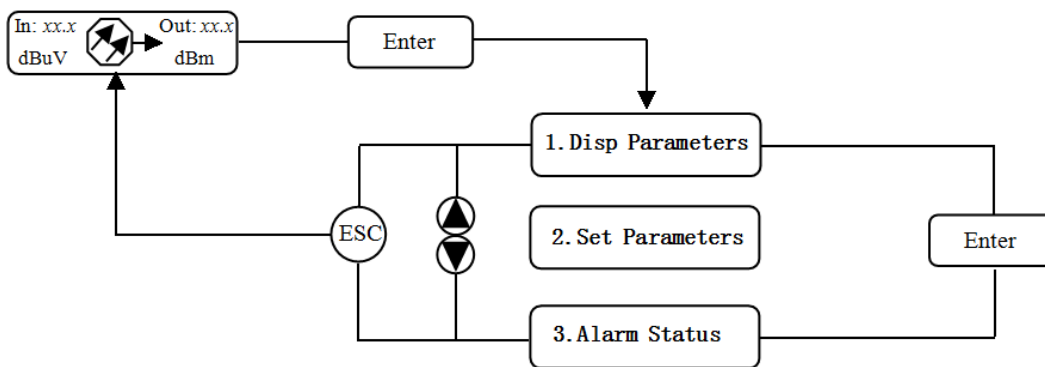 In: xx.x Out: xx.x
dBuV dBm
Enter
1.Disp Parameters
ESC
2.Set Parameters
Enter
3.Alarm Status